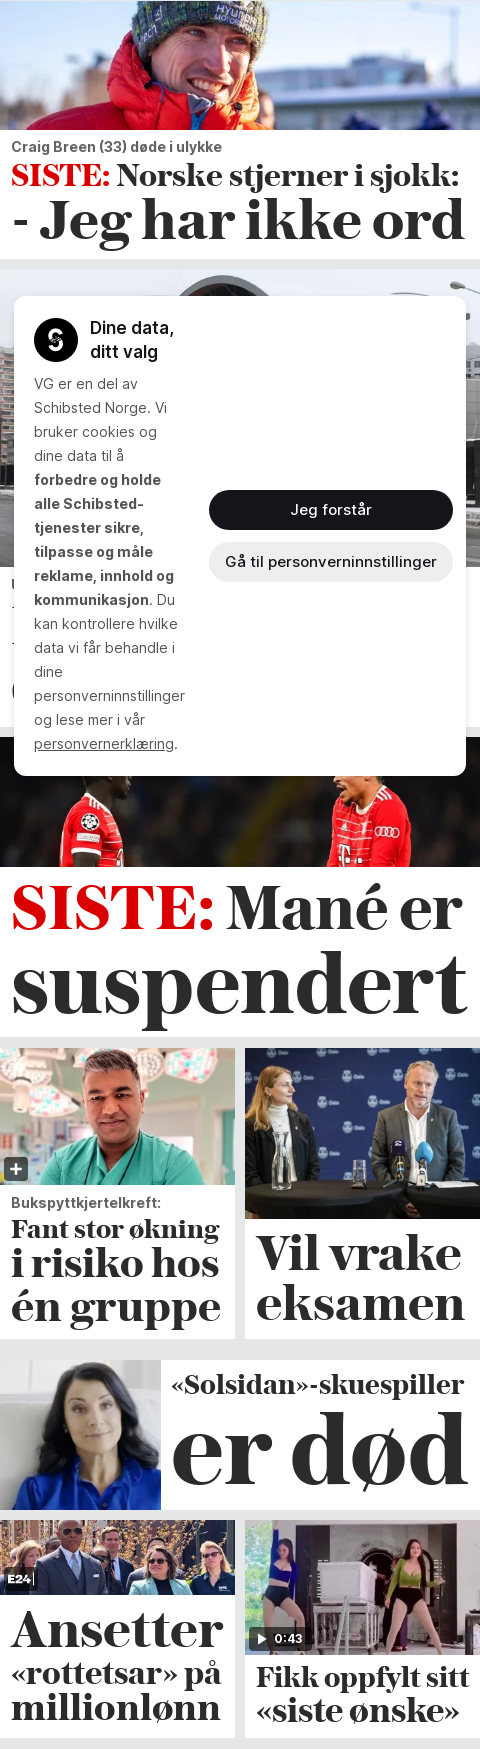 Craig Breen (33) døde i ulykke
SISTE: Norske stjerner i sjokk:
- Jeg har ikke ord
Dine data,
ditt valg
VG er en del av
Schibsted Norge. Vi
bruker cookies og
dine data til å
forbedre og holde
alle Schibsted-
tjenester sikre,
tilpasse og måle
reklame, innhold og
kommunikasjon. Du
kan kontrollere hvilke
data vi får behandle i
dine
personverninnstillinger
og lese mer i vår
personvernerklæring.
Jeg forstår
Gå til personverninnstillinger
SISTE: Mané er
suspendert
Bukspyttkjertelkreft:
Fant stor økning
i risiko hos
én gruppe
Vil vrake
eksamen
«Solsidan»-skuespiller
er død
E24
Ansetter
«rottetsar» på
millionlønn
0:43
Fikk oppfylt sitt
«siste ønske»